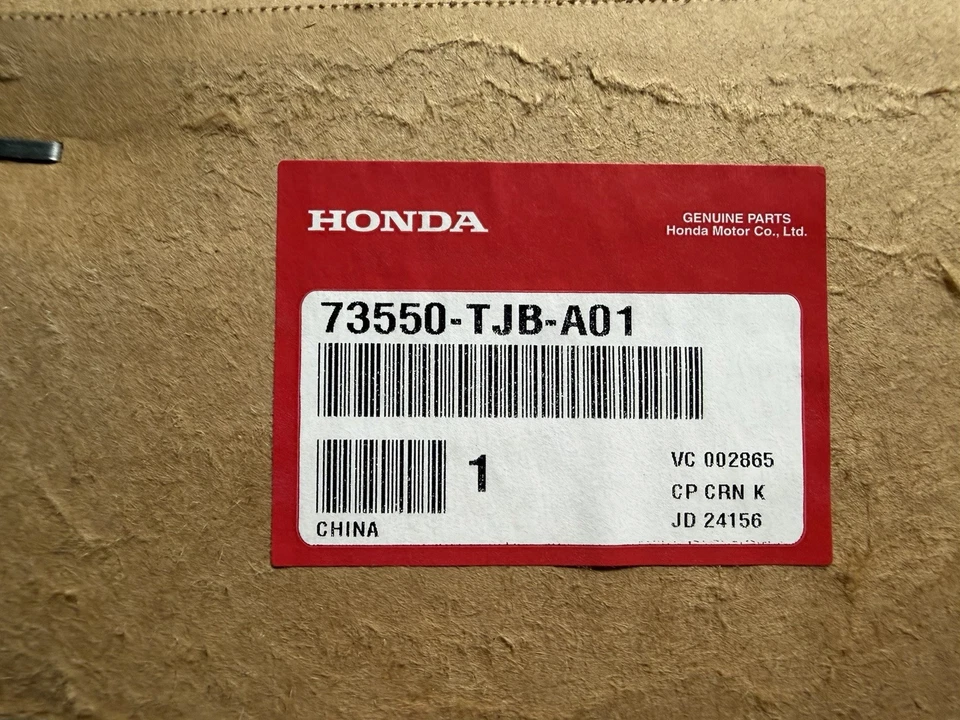 HONDA
GENUINE PARTS
Honda Motor Co., Ltd.
73550-TJB-A01
1
VC 002865
CP CRN K
JD 24156
CHINA